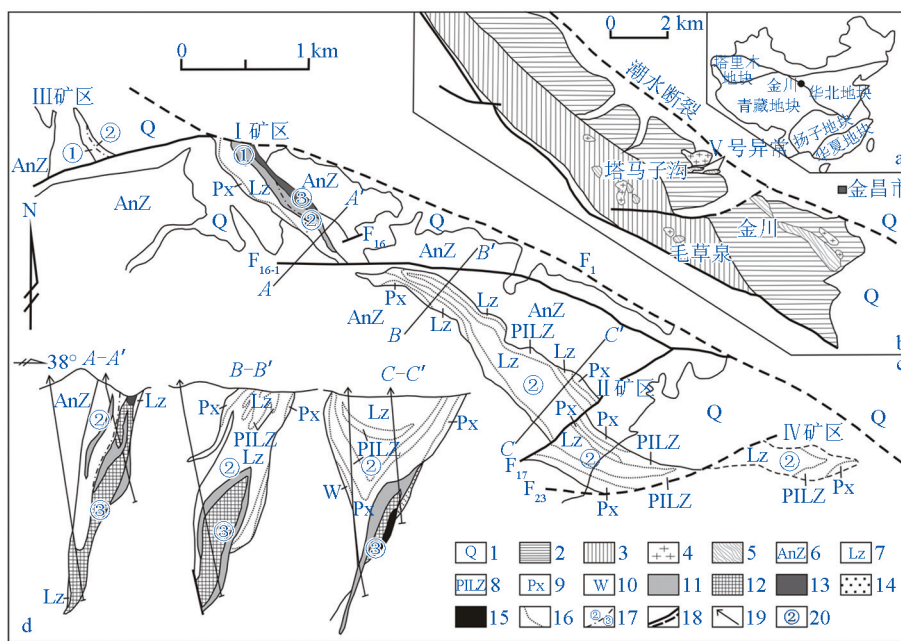 0 1 km
0 2 km
塔里木
地块
金川
华北地块
青藏地块
扬子地块
华夏地块
a
潮水断裂
V号异常
塔马子沟
金昌市
金川
毛草泉
Q
Q
b
III矿区
②
①
Q
AnZ
I矿区
①
Px
Lz
AnZ
③
②
A′
AnZ
Q
F16
Q
AnZ
B′
F16-1
A
F1
N
Px
AnZ
Lz
Lz
AnZ
B
PILZ
Lz
C′
Lz
Px
②
II矿区
Px
Px
Lz
C
②
PILZ
F17
F23
Px
PILZ
Q
Q
c
IV矿区
Lz
②
PILZ
Px
38° A-A′
AnZ
②
Lz
③
Lz
B-B′
Px
Lz
Px
PILZ
Lz
②
③
C-C′
Lz
PILZ
②
Px
W
Px
③
d
Q 1
2
3
4
5
AnZ 6
Lz 7
PILZ 8
Px 9
W 10
11
12
13
14
15
16
②③ 17
18
19
② 20